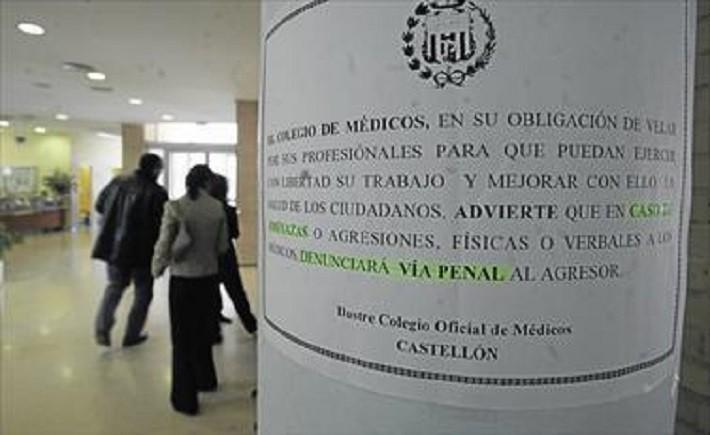 EL COLEGIO DE MÉDICOS, EN SU OBLIGACIÓN DE VELAR
POR SUS PROFESIÓNALES PARA QUE PUEDAN EJERCER
CON LIBERTAD SU TRABAJO Y MEJORAR CON ELLO LA
SALUD DE LOS CIUDADANOS, ADVIERTE QUE EN CASO DE
AMENAZAS O AGRESIONES, FÍSICAS O VERBALES A LOS
MÉDICOS DENUNCIARÁ VÍA PENAL AL AGRESOR.
Ilustre Colegio Oficial de Médicos
CASTELLÓN